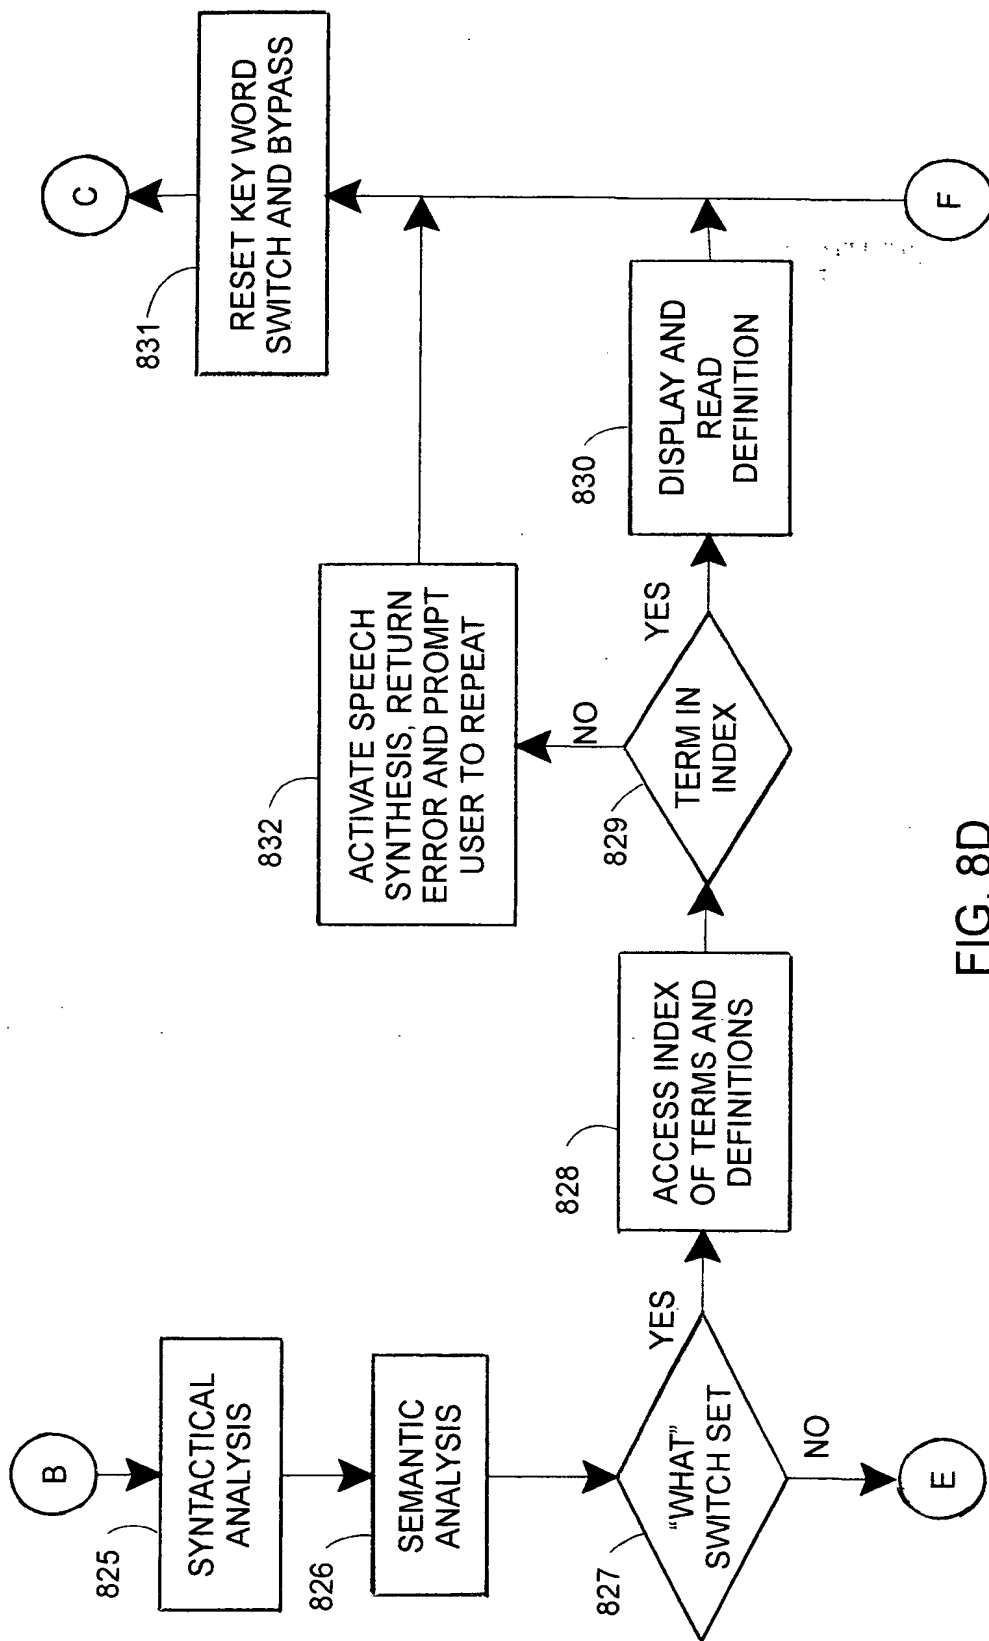 B
825
SYNTACTICAL
ANALYSIS
826
SEMANTIC
ANALYSIS
827
"WHAT"
SWITCH SET
YES
NO
E
828
ACCESS INDEX
OF TERMS AND
DEFINITIONS
829
TERM IN
INDEX
YES
NO
832
ACTIVATE SPEECH
SYNTHESIS, RETURN
ERROR AND PROMPT
USER TO REPEAT
830
DISPLAY AND
READ
DEFINITION
831
RESET KEY WORD
SWITCH AND BYPASS
C
F
FIG. 8D